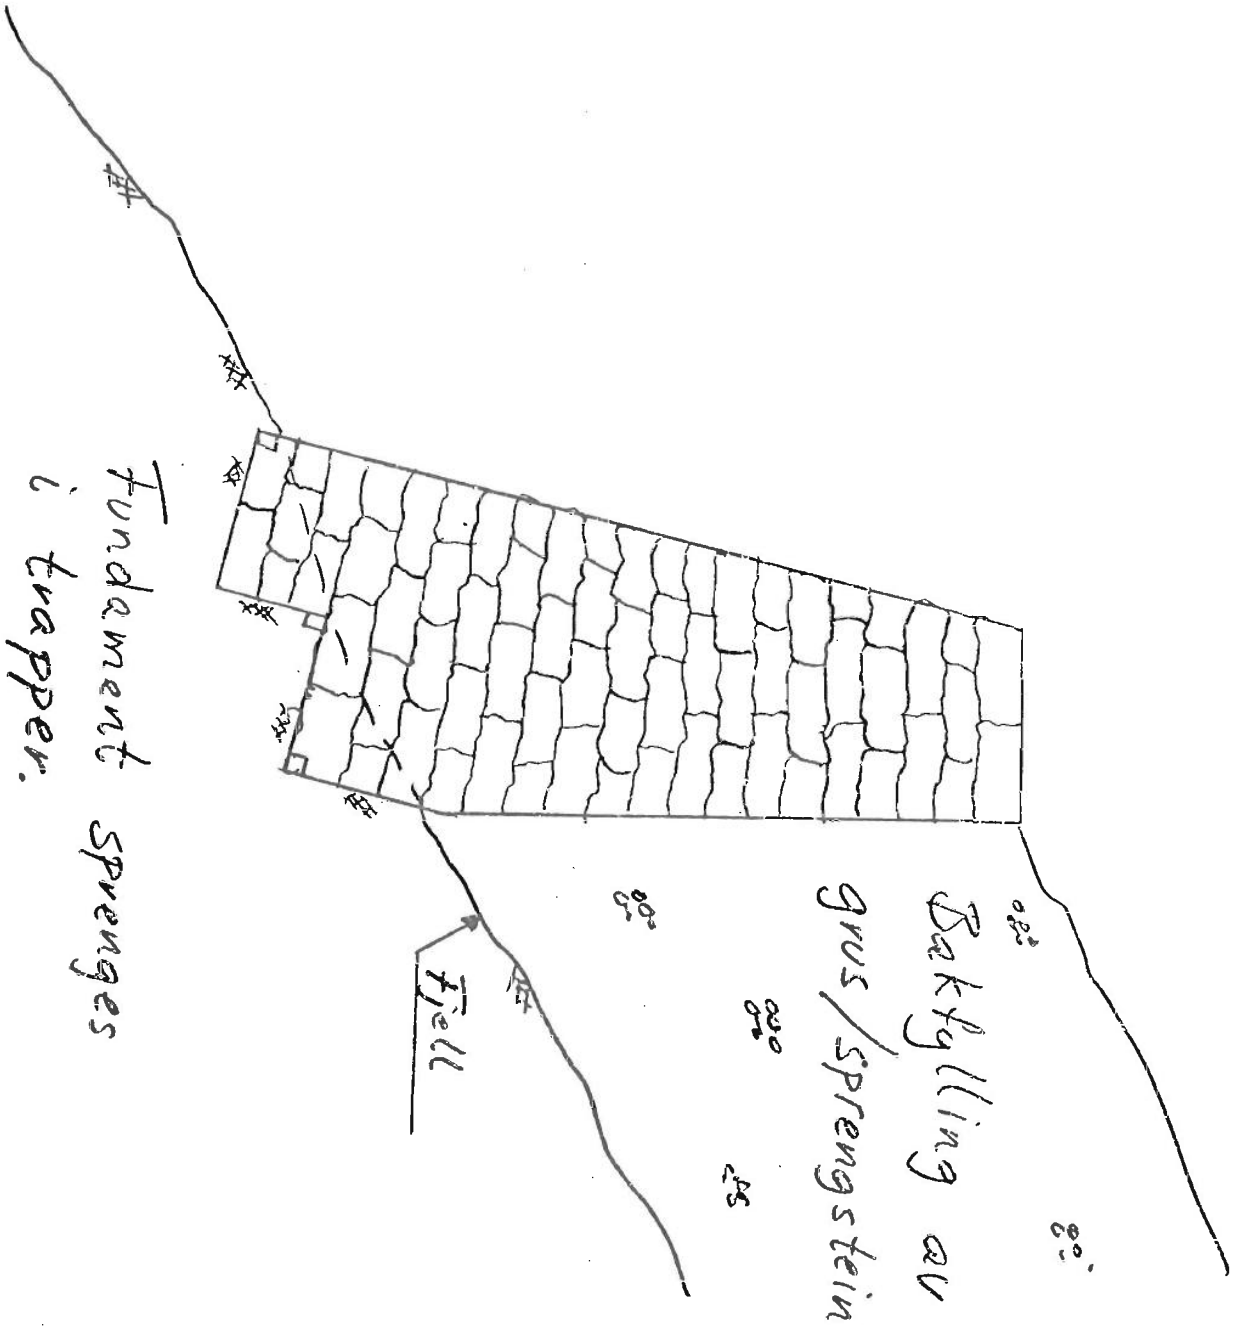 Bakfylling av
grus/sprengstein
Fjell
Fundament sprenges
i trapper.